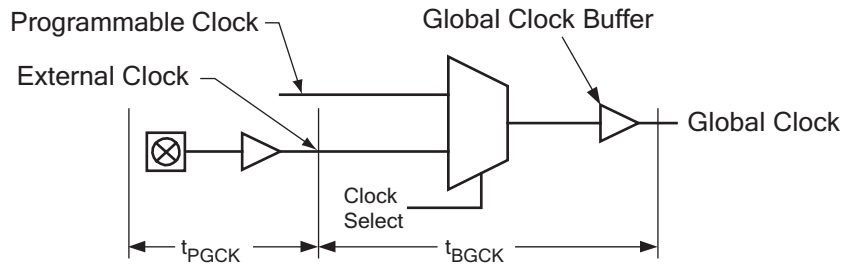 Programmable Clock
Global Clock Buffer
External Clock
Global Clock
Clock
Select
tPGCK
tBGCK